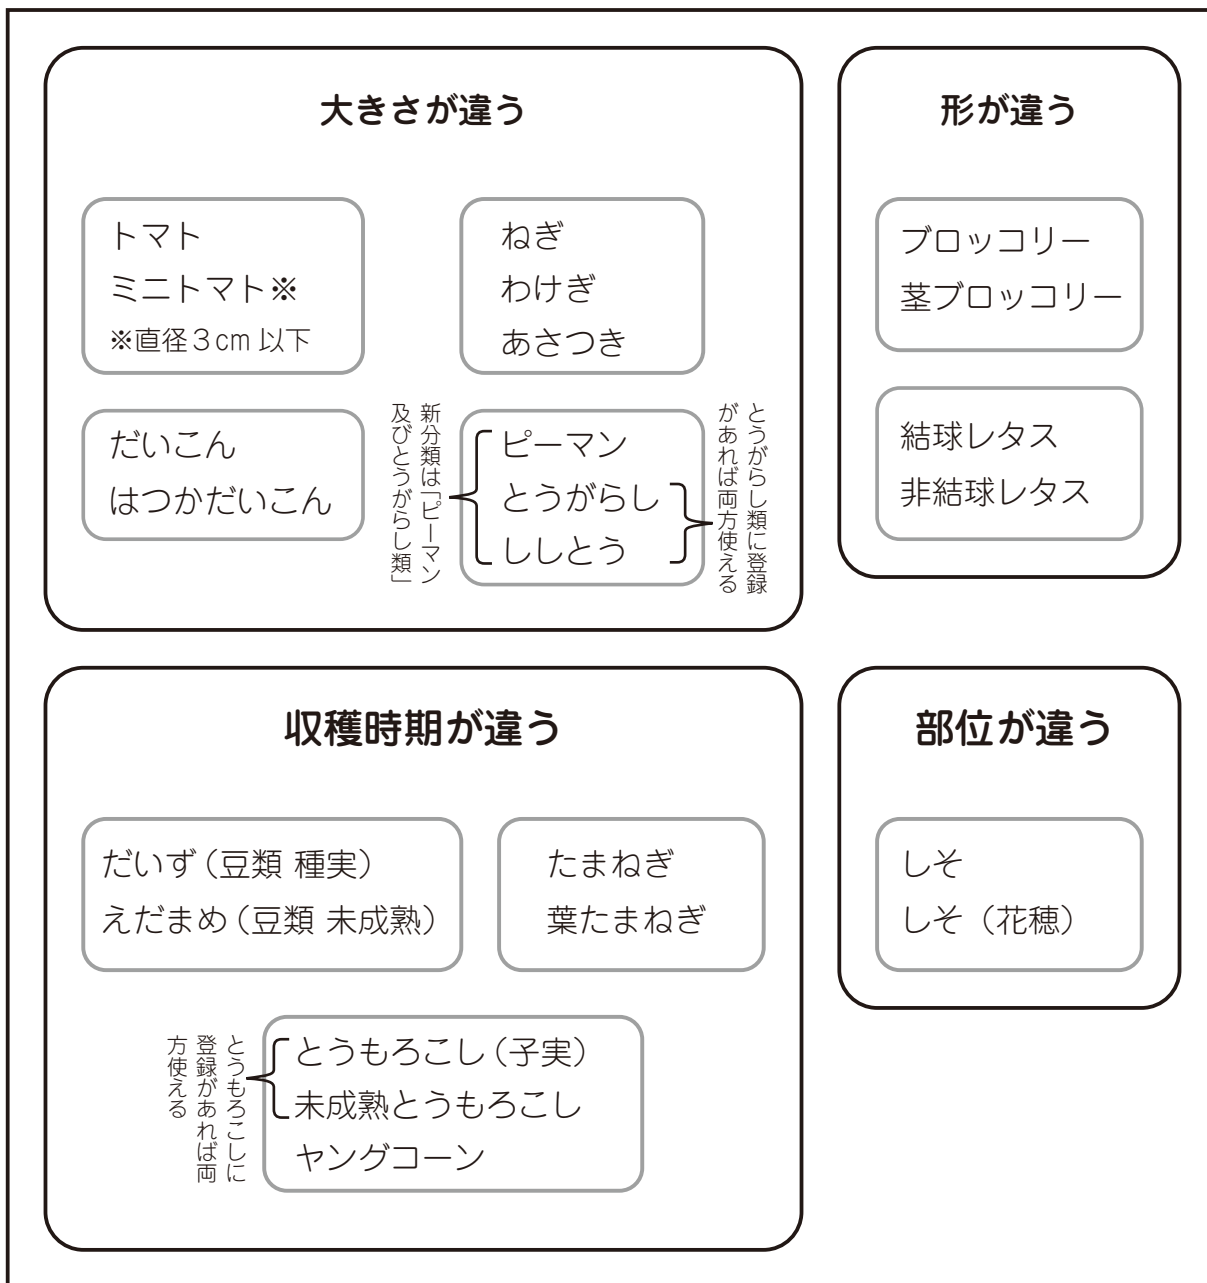 大きさが違う
トマト
ミニトマト※
※直径３cm 以下
ねぎ
わけぎ
あさつき
だいこん
はつかだいこん
新分類は「ピーマン
及びとうがらし類」
ピーマン
とうがらし
ししとう
とうがらし類に登録
があれば両方使える
形が違う
ブロッコリー
茎ブロッコリー
結球レタス
非結球レタス
収穫時期が違う
だいず（豆類 種実）
えだまめ（豆類 未成熟）
たまねぎ
葉たまねぎ
とうもろこしに
登録があれば両
方使える
とうもろこし（子実）
未成熟とうもろこし
ヤングコーン
部位が違う
しそ
しそ（花穂）